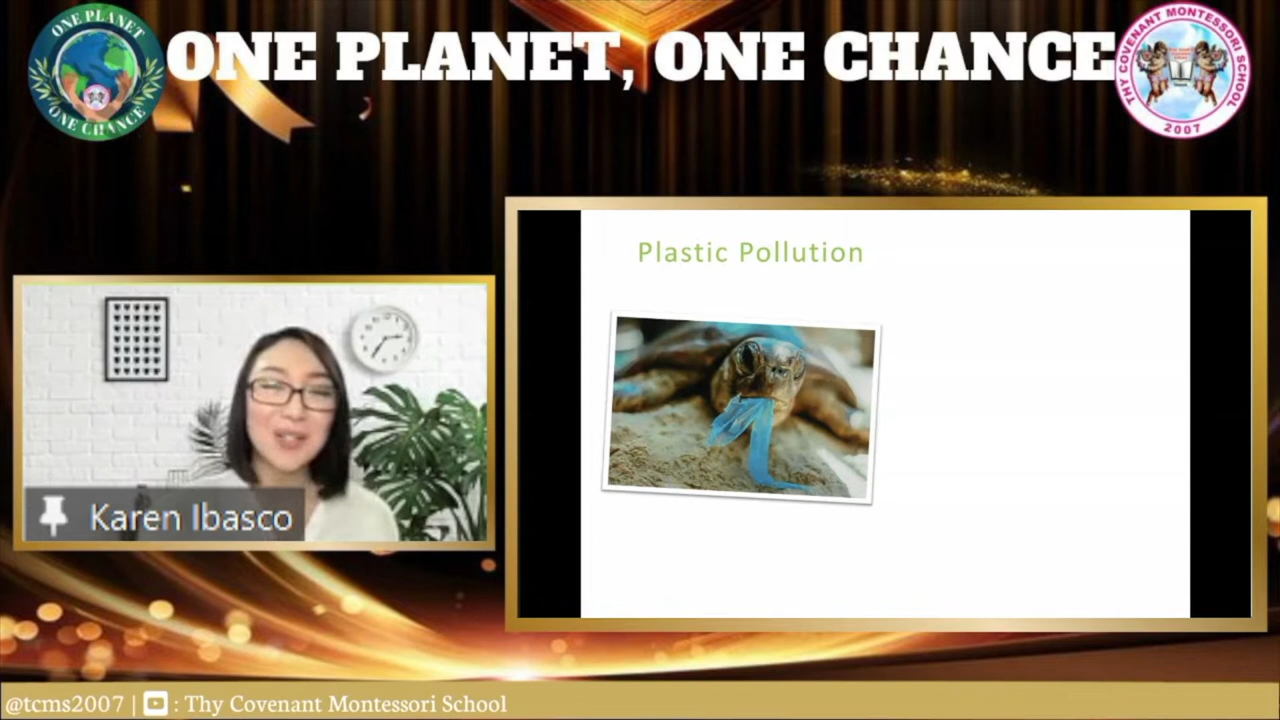 ONE PLANET
ONE CHANCE
ONE PLANET, ONE CHANCE
THY COVENANT MONTESSORI SCHOOL
2007
Plastic Pollution
Karen Ibasco
@tcms2007 | : Thy Covenant Montessori School